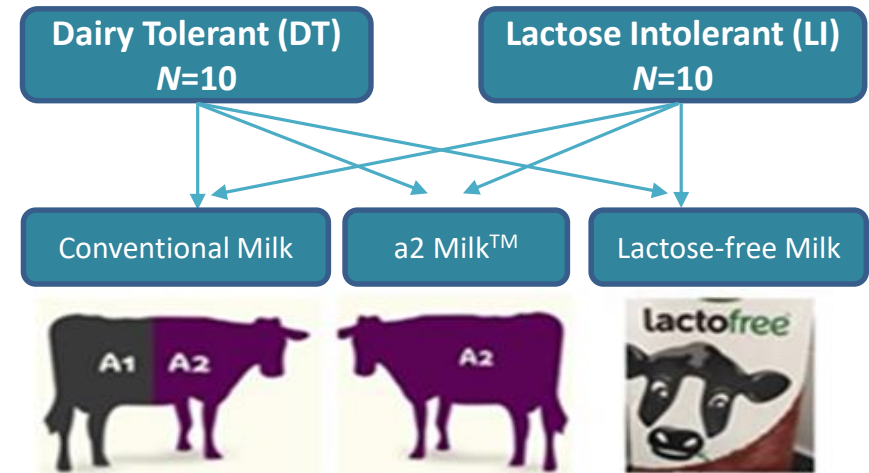 Dairy Tolerant (DT)
N=10
Lactose Intolerant (LI)
N=10
Conventional Milk
a2 Milk™
Lactose-free Milk
A1
A2
A2
lactofree